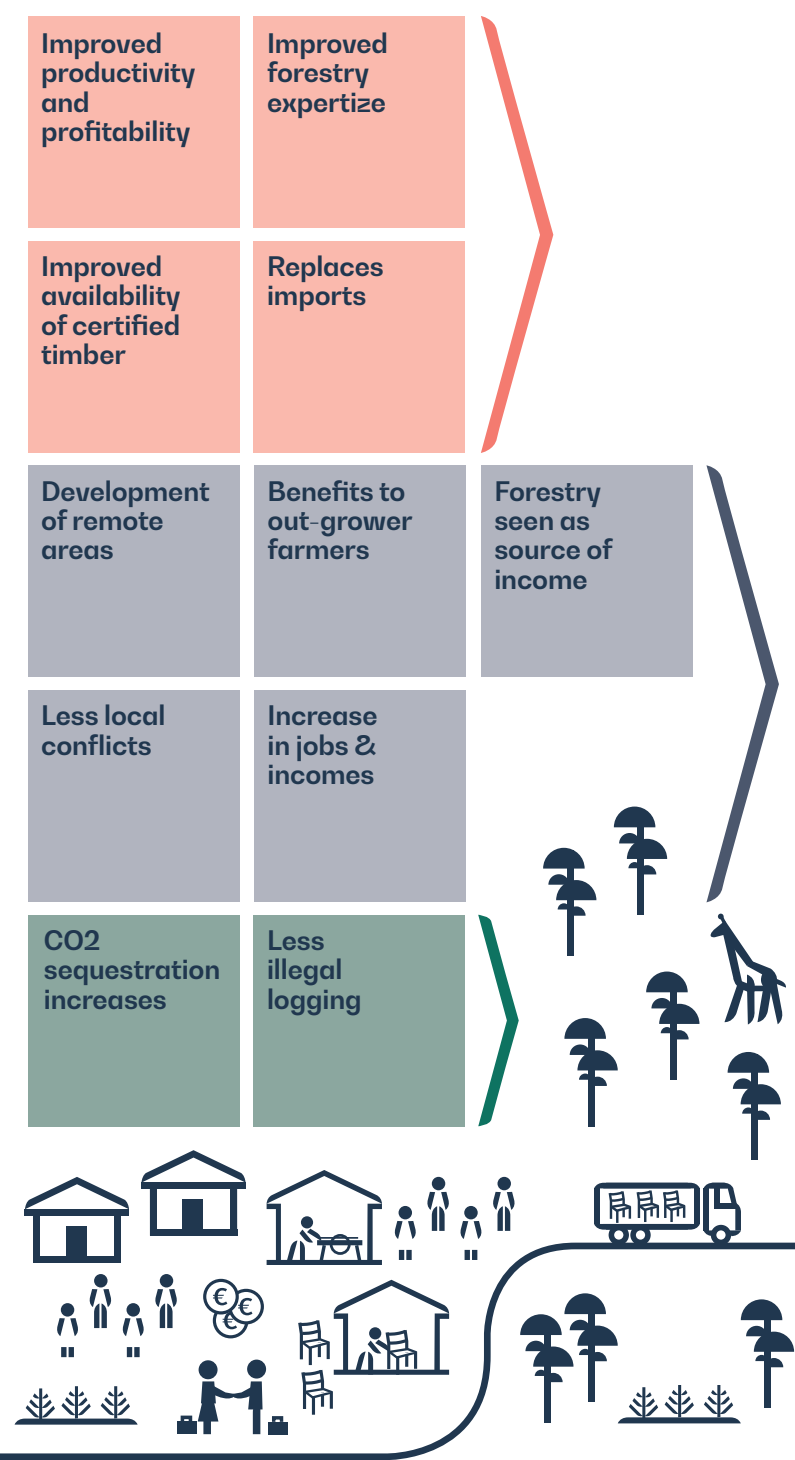 Improved
productivity
and
profitability
Improved
forestry
expertize
Improved
availability
of certified
timber
Replaces
imports
Development
of remote
areas
Benefits to
out-grower
farmers
Forestry
seen as
source of
income
Less local
conflicts
Increase
in jobs &
incomes
CO2
sequestration
increases
Less
illegal
logging
€
€
€